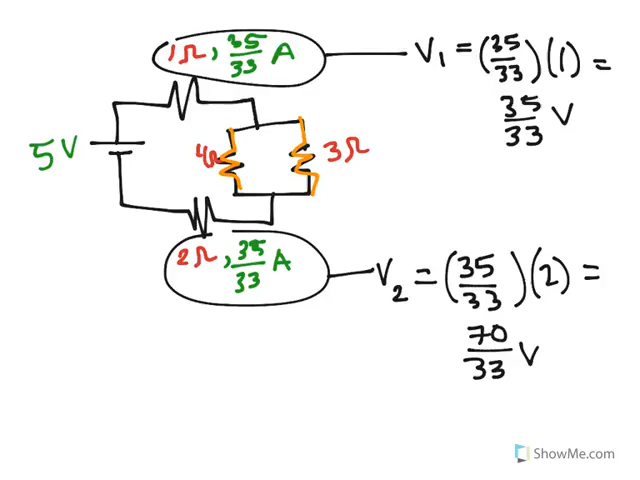 1Ω, 35/33 A
V₁ = (35/33)(1) =
35/33 V
5V
4Ω
3Ω
2Ω, 35/33 A
V₂ = (35/33)(2) =
70/33 V
ShowMe.com